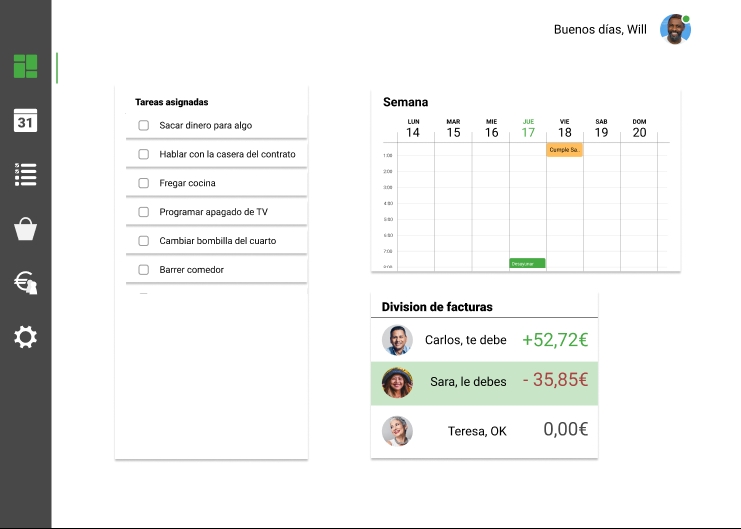 Buenos días, Will
31
Tareas asignadas
Sacar dinero para algo
Hablar con la casera del contrato
Fregar cocina
Programar apagado de TV
Cambiar bombilla del cuarto
Barrer comedor
Semana
LUN MAR MIE JUE VIE SAB DOM
14 15 16 17 18 19 20
Cumple Sa..
1:00
2:00
3:00
4:00
5:00
6:00
7:00
Desayunar
Division de facturas
Carlos, te debe +52,72€
Sara, le debes - 35,85€
Teresa, OK 0,00€